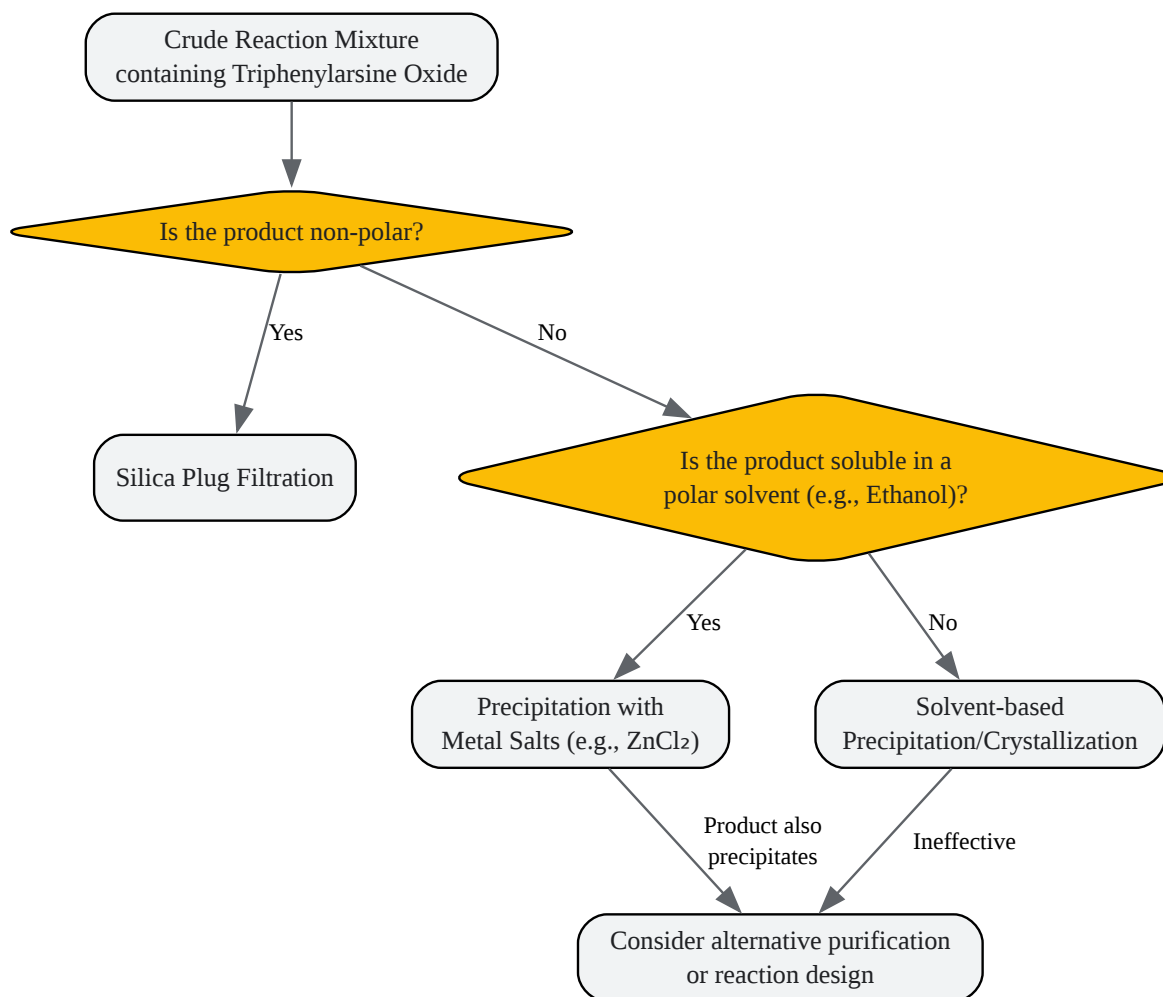 Crude Reaction Mixture
containing Triphenylarsine Oxide
Is the product non-polar?
Yes
No
Silica Plug Filtration
Is the product soluble in a
polar solvent (e.g., Ethanol)?
Yes
No
Precipitation with
Metal Salts (e.g., ZnCl₂)
Solvent-based
Precipitation/Crystallization
Product also
precipitates
Ineffective
Consider alternative purification
or reaction design